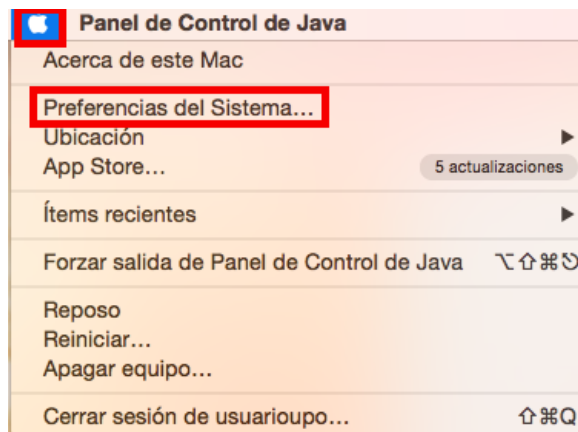 Panel de Control de Java
Acerca de este Mac
Preferencias del Sistema...
Ubicación
App Store...
5 actualizaciones
Ítems recientes
Forzar salida de Panel de Control de Java ⌥⇧⌘⎋
Reposo
Reiniciar...
Apagar equipo...
Cerrar sesión de usuarioupo... ⇧⌘Q